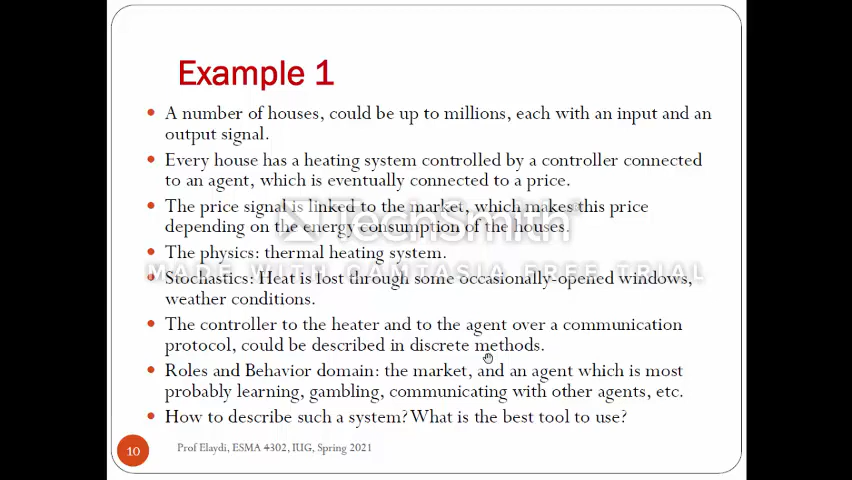 Example 1
A number of houses, could be up to millions, each with an input and an
output signal.
Every house has a heating system controlled by a controller connected
to an agent, which is eventually connected to a price.
The price signal is linked to the market, which makes this price
depending on the energy consumption of the houses.
TechSmith
The physics: thermal heating system.
MADE WITH CAMTASIA FREE TRIAL
Stochastics: Heat is lost through some occasionally-opened windows,
weather conditions.
The controller to the heater and to the agent over a communication
protocol, could be described in discrete methods.
Roles and Behavior domain: the market, and an agent which is most
probably learning, gambling, communicating with other agents, etc.
How to describe such a system? What is the best tool to use?
10
Prof Elaydi, ESMA 4302, IUG, Spring 2021